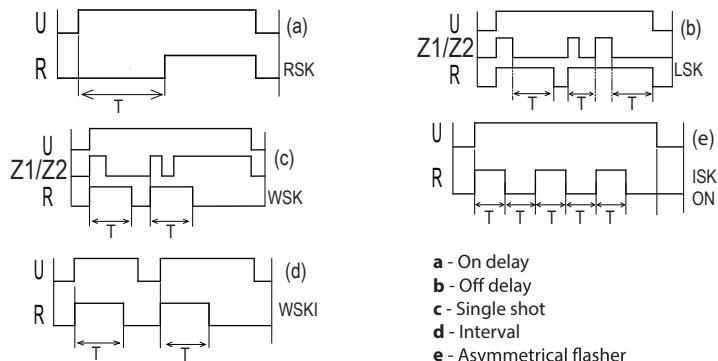 U
(a)
R
RSK
T
U
(b)
Z1/Z2
R
LSK
T T T
U
(c)
Z1/Z2
R
WSK
T T
U
(e)
R
ISK
ON
T T T T T
U
(d)
R
WSKI
T T
a - On delay
b - Off delay
c - Single shot
d - Interval
e - Asymmetrical flasher